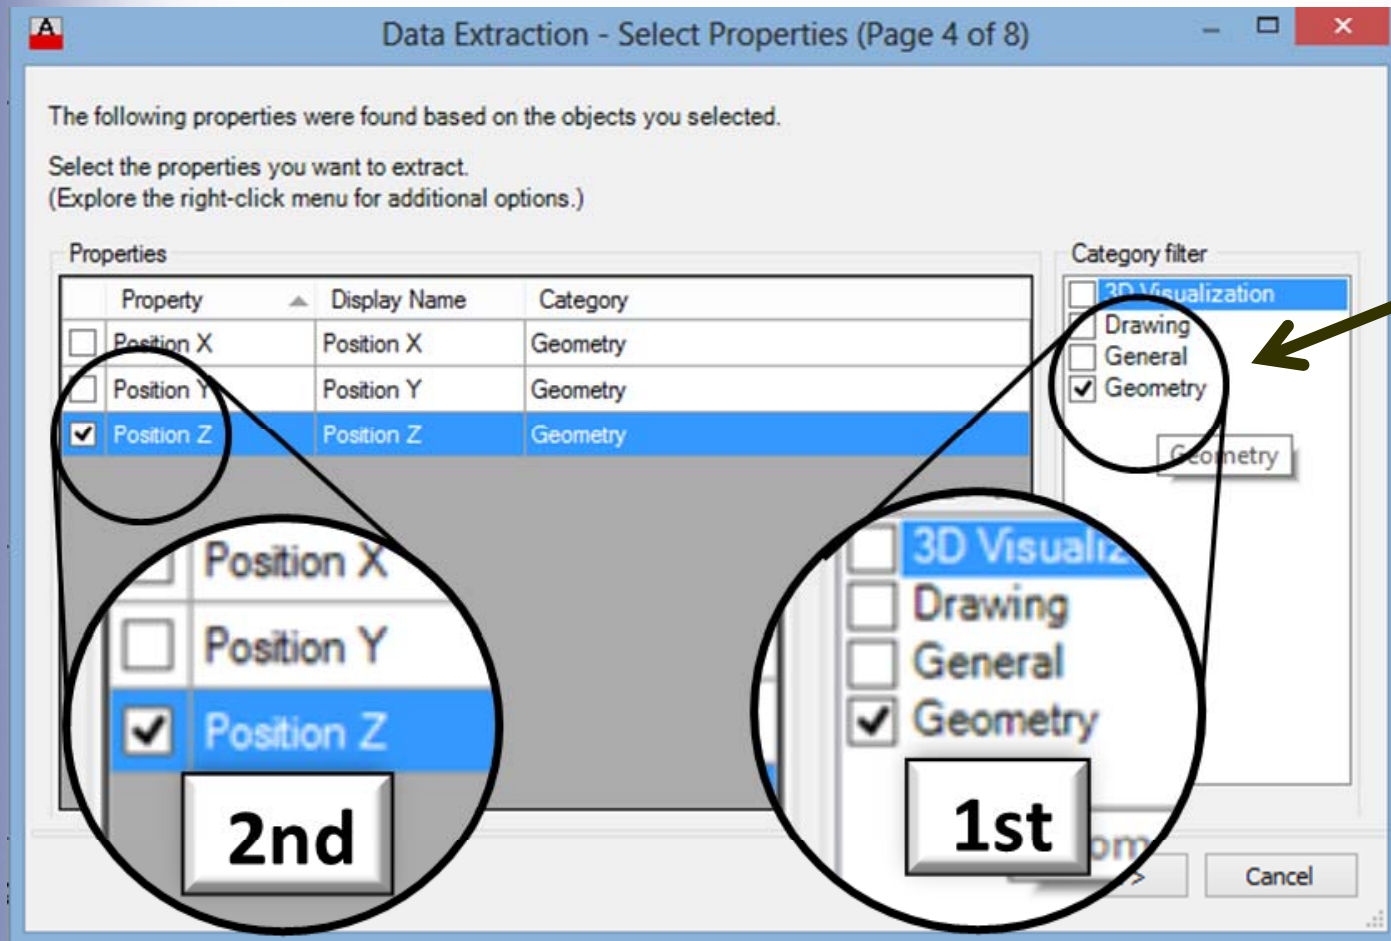 A
Data Extraction - Select Properties (Page 4 of 8)
The following properties were found based on the objects you selected.
Select the properties you want to extract.
(Explore the right-click menu for additional options.)
Properties
Property Display Name Category
Position X Position X Geometry
Position Y Position Y Geometry
Position Z Position Z Geometry
Category filter
3D Visualization
Drawing
General
Geometry
Geometry
Position X
Position Y
Position Z
2nd
3D Visualiz
Drawing
General
Geometry
1st
om
>
Cancel